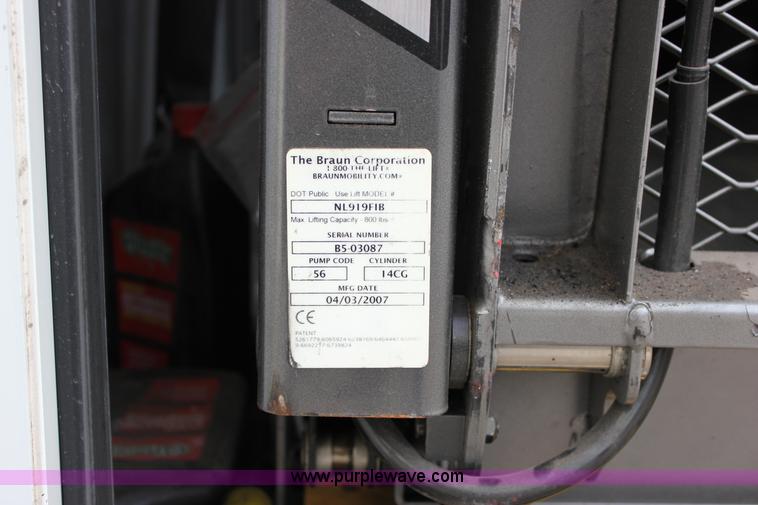 The Braun Corporation
1 800 THE LIFT®
BRAUNMOBILITY.COM®
DOT Public Use Lift MODEL #
NL919FIB
Max. Lifting Capacity - 800 lbs
SERIAL NUMBER
B5-03087
PUMP CODE CYLINDER
56 14CG
MFG DATE
04/03/2007
CE
PATENT
www.purplewave.com